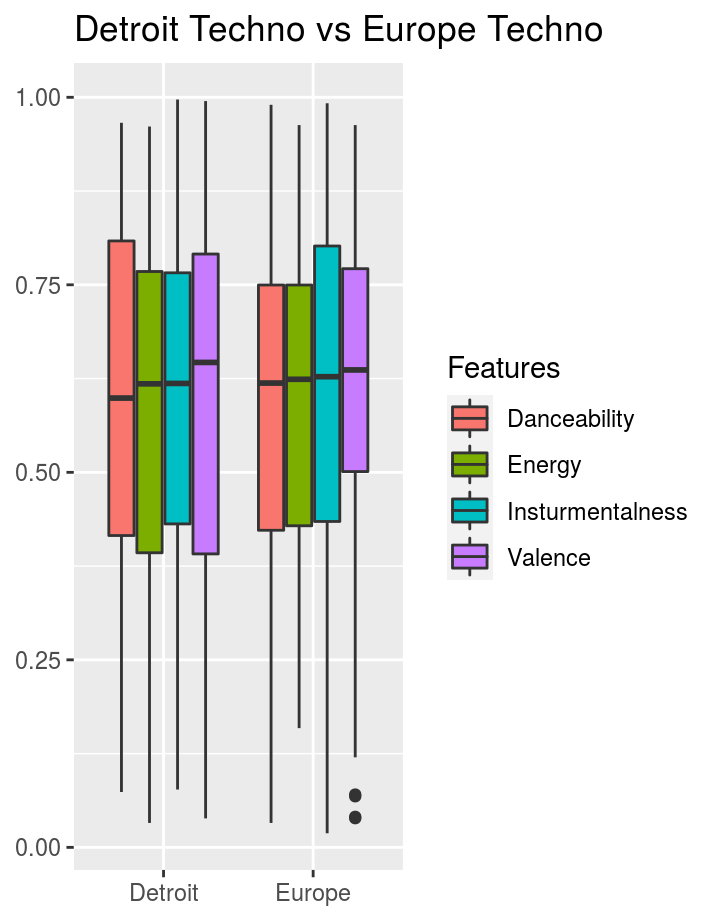 Detroit Techno vs Europe Techno
1.00
0.75
0.50
0.25
0.00
Detroit
Europe
Features
Danceability
Energy
Insturmentalness
Valence